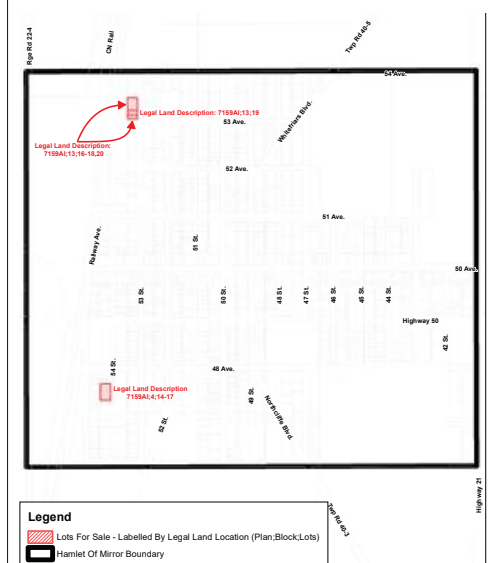 Rge Rd 22-4
CN Rail
Twp Rd 40-5
54 Ave.
Legal Land Description: 7159AI;13;19
53 Ave.
Whitefriars Blvd.
Legal Land Description:
7159AI;13;16-18,20
52 Ave.
51 Ave.
Railway Ave.
51 St.
50 Ave.
53 St.
50 St.
48 St.
47 St.
46 St.
45 St.
44 St.
Highway 50
42 St.
54 St.
48 Ave.
Legal Land Description
7159AI;4;14-17
49 St.
Northcliffe Blvd.
52 St.
Highway 21
Twp Rd 40-3
Legend
Lots For Sale - Labelled By Legal Land Location (Plan;Block;Lots)
Hamlet Of Mirror Boundary